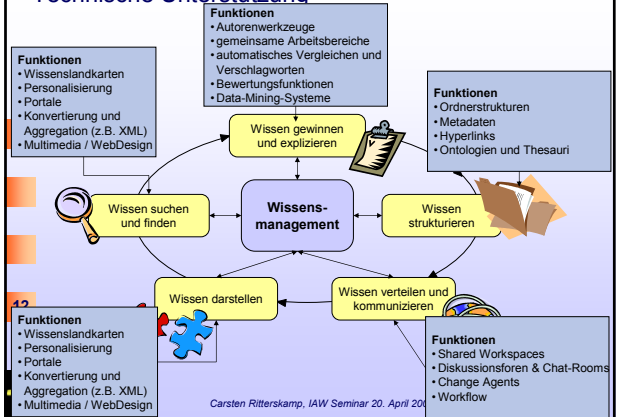 Technische Unterstützung
Funktionen
• Autorenwerkzeuge
• gemeinsame Arbeitsbereiche
• automatisches Vergleichen und
Verschlagworten
• Bewertungsfunktionen
• Data-Mining-Systeme
Funktionen
• Wissenslandkarten
• Personalisierung
• Portale
• Konvertierung und
Aggregation (z.B. XML)
• Multimedia / WebDesign
Funktionen
• Ordnerstrukturen
• Metadaten
• Hyperlinks
• Ontologien und Thesauri
Wissen gewinnen
und explizieren
Wissen suchen
und finden
Wissens-
management
Wissen
strukturieren
Wissen darstellen
Wissen verteilen und
kommunizieren
12
Funktionen
• Wissenslandkarten
• Personalisierung
• Portale
• Konvertierung und
Aggregation (z.B. XML)
• Multimedia / WebDesign
Funktionen
• Shared Workspaces
• Diskussionsforen & Chat-Rooms
• Change Agents
• Workflow
Carsten Ritterskamp, IAW Seminar 20. April